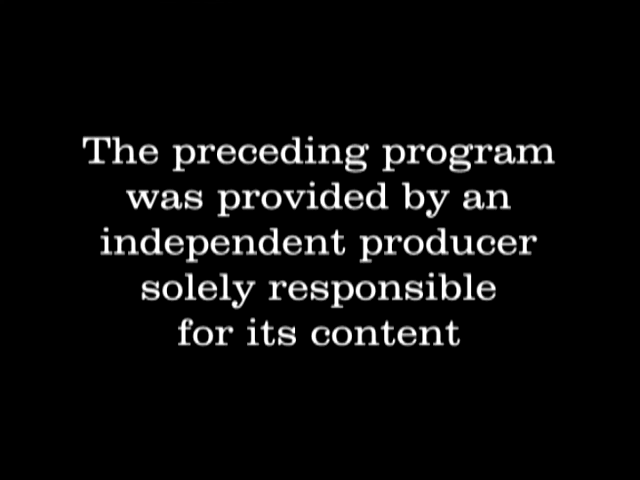 The preceding program
was provided by an
independent producer
solely responsible
for its content